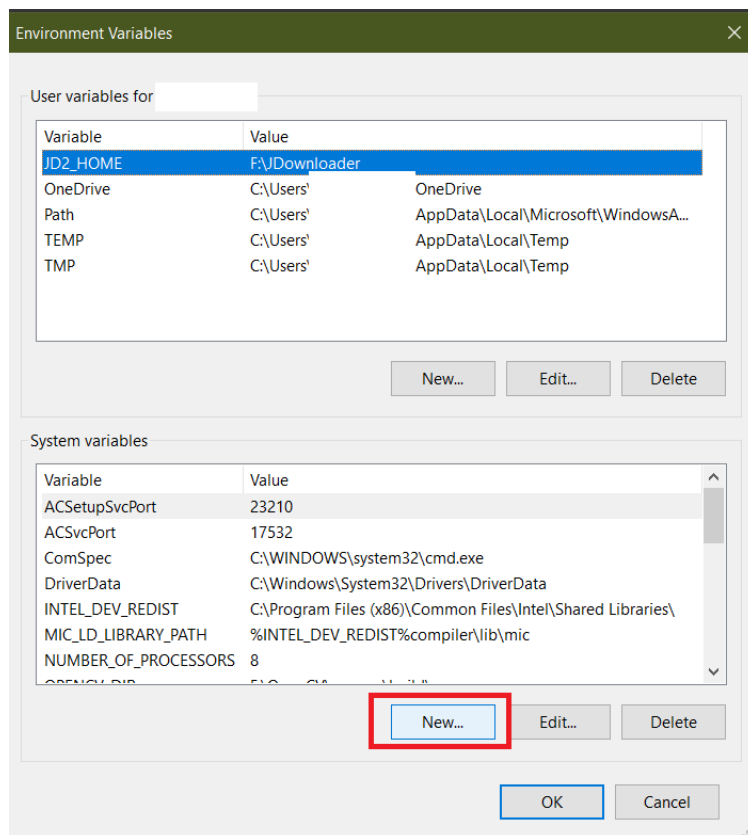 Environment Variables
User variables for
Variable Value
JD2_HOME F:\JDownloader
OneDrive C:\Users\ OneDrive
Path C:\Users\ AppData\Local\Microsoft\WindowsA...
TEMP C:\Users\ AppData\Local\Temp
TMP C:\Users\ AppData\Local\Temp
New... Edit... Delete
System variables
Variable Value
ACSetupSvcPort 23210
ACSvcPort 17532
ComSpec C:\WINDOWS\system32\cmd.exe
DriverData C:\Windows\System32\Drivers\DriverData
INTEL_DEV_REDIST C:\Program Files (x86)\Common Files\Intel\Shared Libraries\
MIC_LD_LIBRARY_PATH %INTEL_DEV_REDIST%compiler\lib\mic
NUMBER_OF_PROCESSORS 8
New... Edit... Delete
OK Cancel